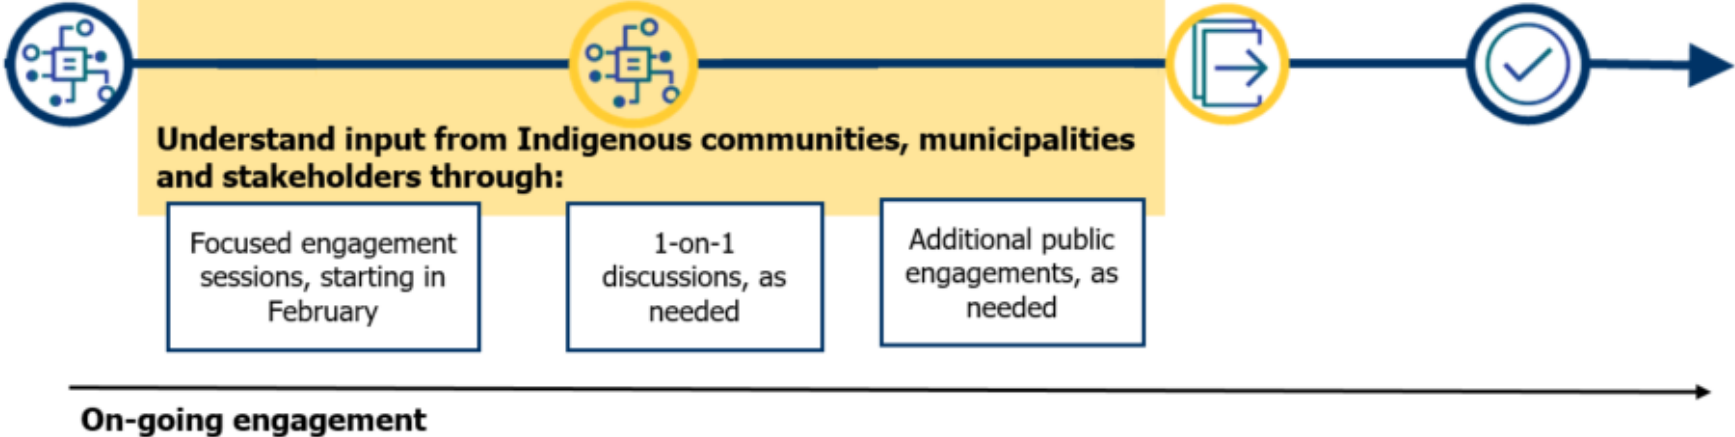 Understand input from Indigenous communities, municipalities
and stakeholders through:
Focused engagement
sessions, starting in
February
1-on-1
discussions, as
needed
Additional public
engagements, as
needed
On-going engagement